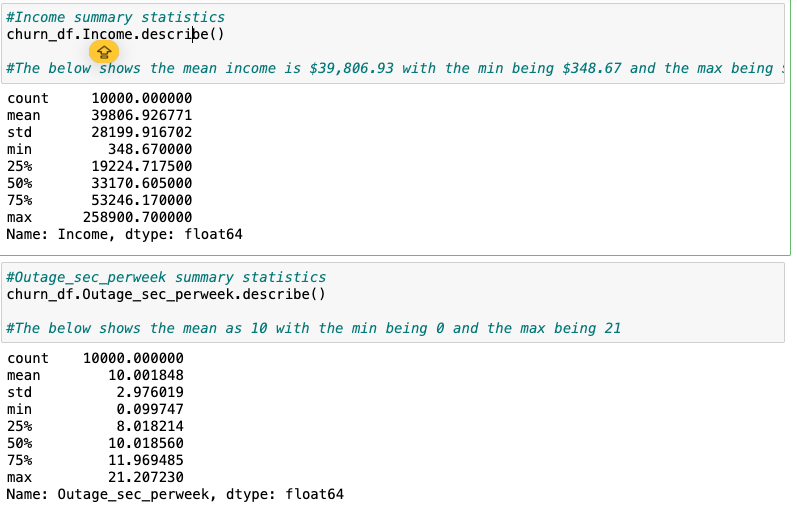 #Income summary statistics
churn_df.Income.describe()
#The below shows the mean income is $39,806.93 with the min being $348.67 and the max being
count 10000.000000
mean 39806.926771
std 28199.916702
min 348.670000
25% 19224.717500
50% 33170.605000
75% 53246.170000
max 258900.700000
Name: Income, dtype: float64
#Outage_sec_perweek summary statistics
churn_df.Outage_sec_perweek.describe()
#The below shows the mean as 10 with the min being 0 and the max being 21
count 10000.000000
mean 10.001848
std 2.976019
min 0.099747
25% 8.018214
50% 10.018560
75% 11.969485
max 21.207230
Name: Outage_sec_perweek, dtype: float64